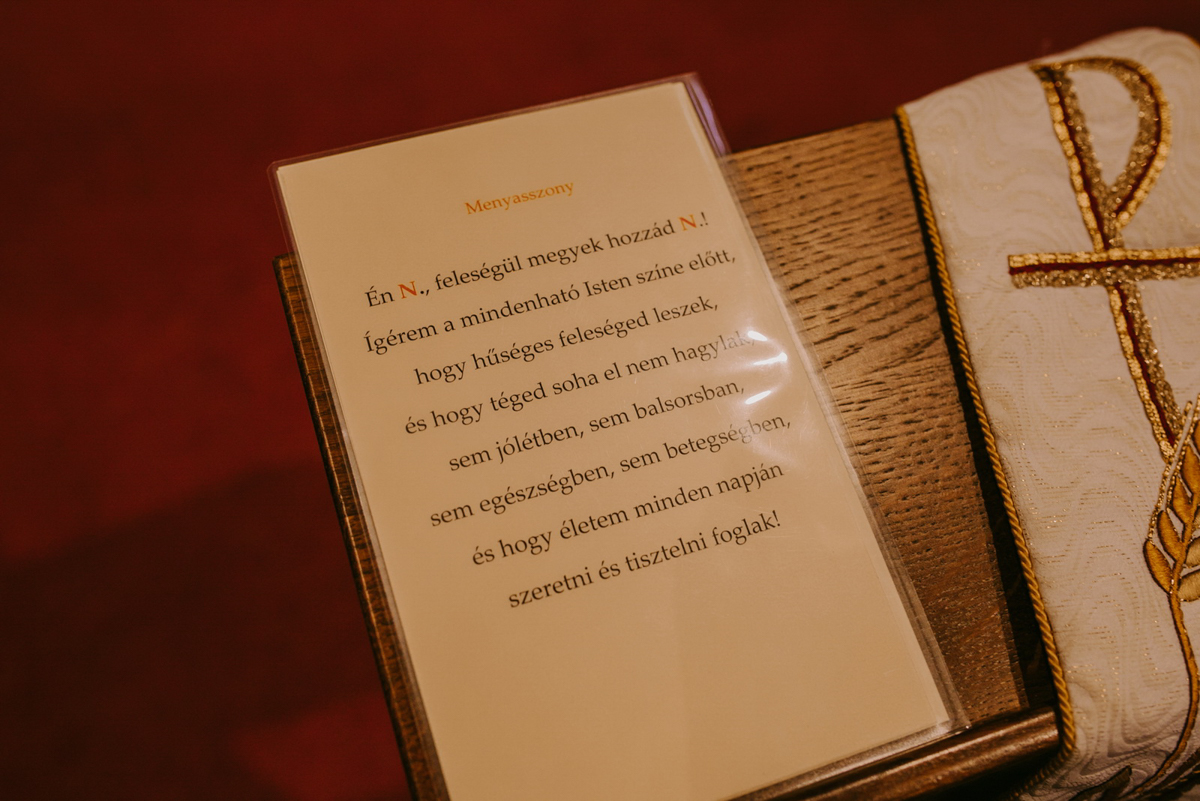 Menyasszony
Én N., feleségül megyek hozzád N.!
Ígérem a mindenható Isten színe előtt,
hogy hűséges feleséged leszek,
és hogy téged soha el nem hagylak,
sem jólétben, sem balsorsban,
sem egészségben, sem betegségben,
és hogy életem minden napján
szeretni és tisztelni foglak!